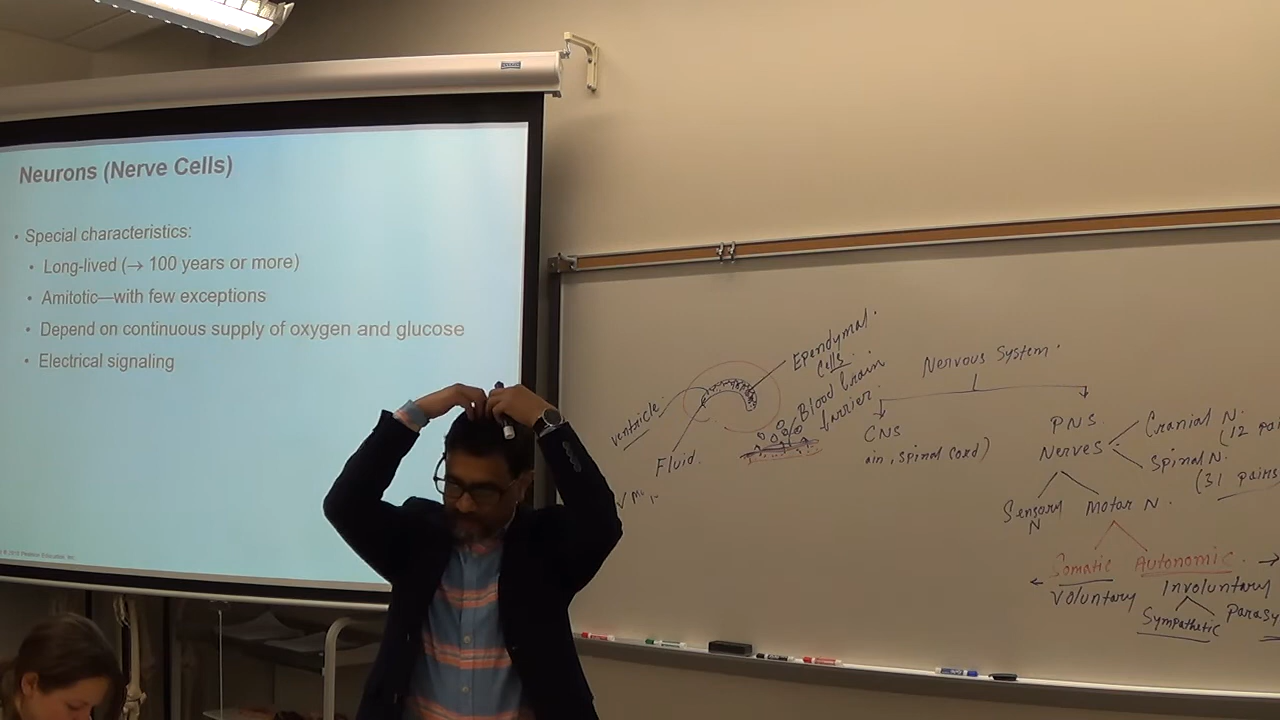 Neurons (Nerve Cells)
• Special characteristics:
• Long-lived (→ 100 years or more)
• Amitotic—with few exceptions
• Depend on continuous supply of oxygen and glucose
• Electrical signaling
Ependymal
cells
Blood brain
barrier
ventricle
Fluid
Nervous System
CNS
ain, spinal cord)
PNS
Nerves
Cranial N.
(12 pai
Spinal N.
(31 pairs
Sensory
N
Motor N.
Somatic
Autonomic →
← Voluntary
Involuntary
Sympathetic
Parasy